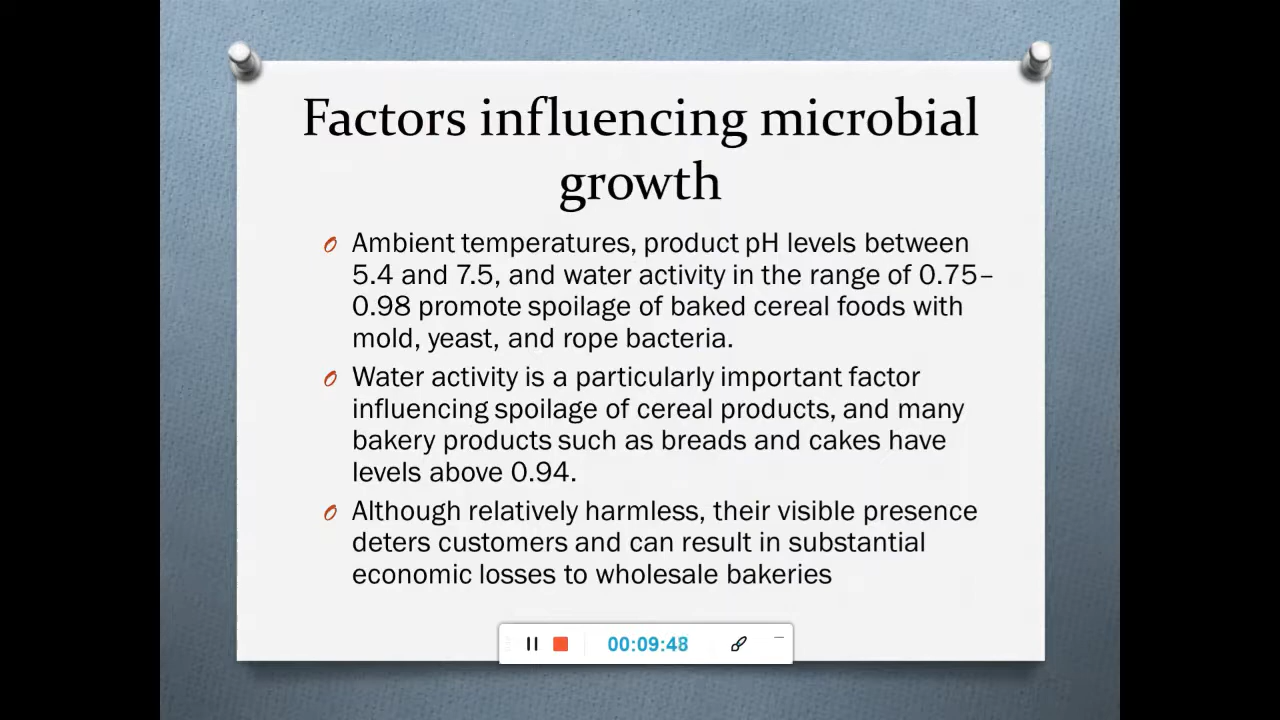 Factors influencing microbial
growth
Ambient temperatures, product pH levels between
5.4 and 7.5, and water activity in the range of 0.75–
0.98 promote spoilage of baked cereal foods with
mold, yeast, and rope bacteria.
Water activity is a particularly important factor
influencing spoilage of cereal products, and many
bakery products such as breads and cakes have
levels above 0.94.
Although relatively harmless, their visible presence
deters customers and can result in substantial
economic losses to wholesale bakeries
00:09:48